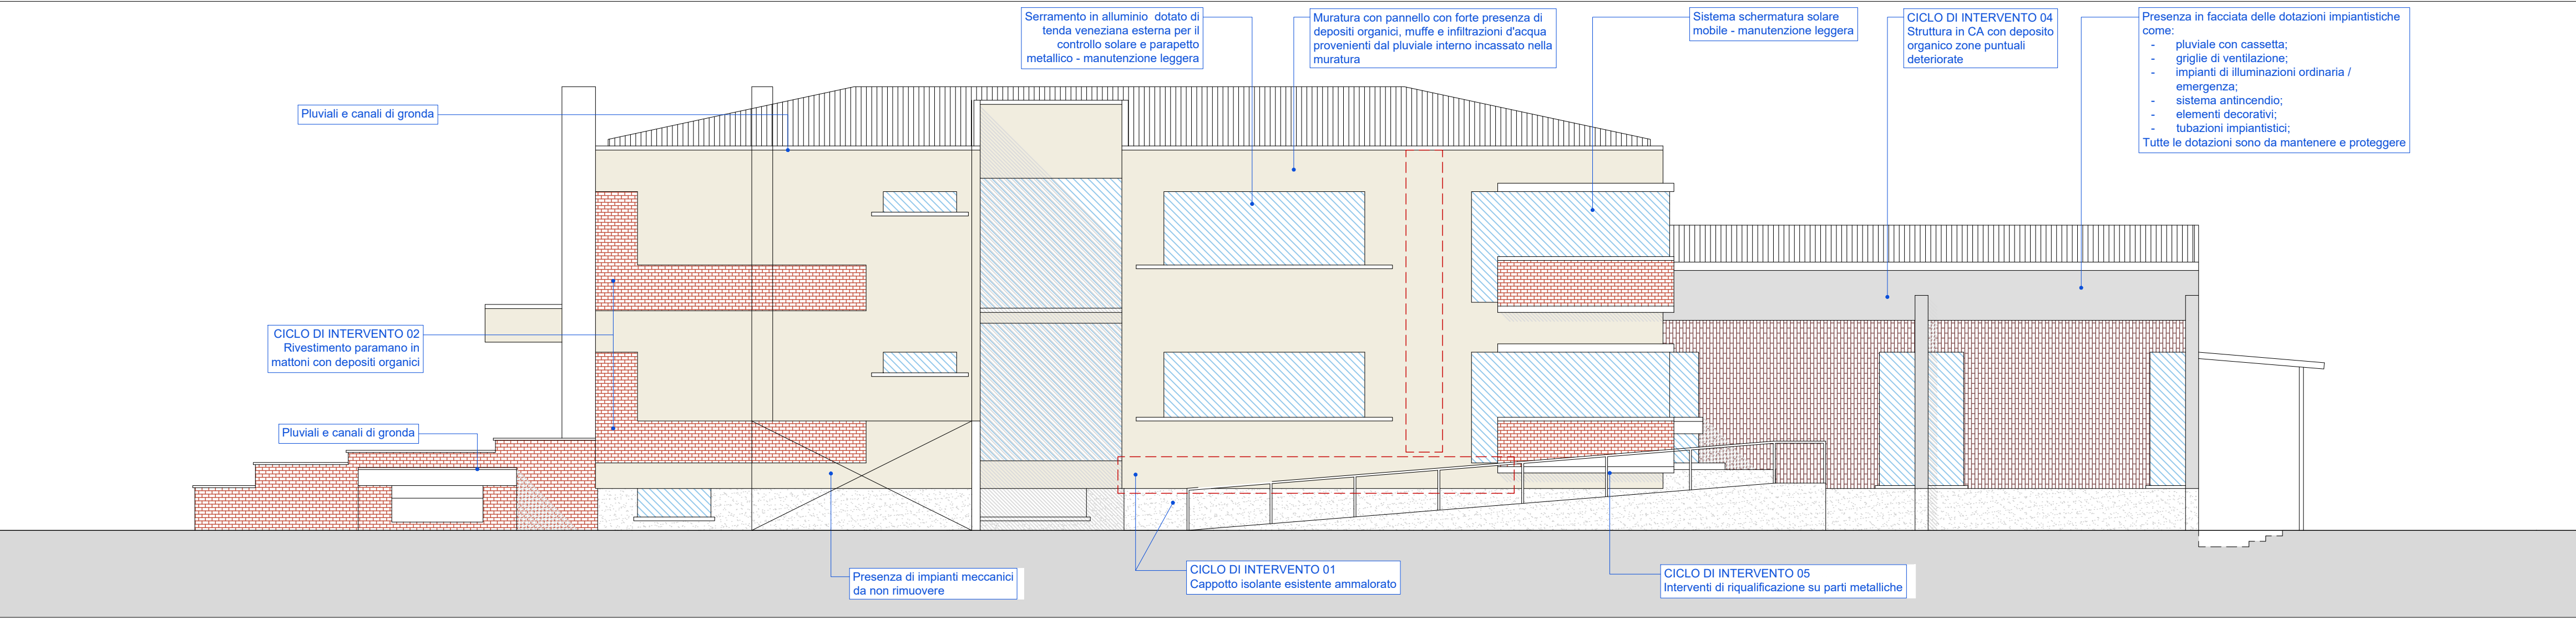 Serramento in alluminio dotato di
tenda veneziana esterna per il
controllo solare e parapetto
metallico - manutenzione leggera
Muratura con pannello con forte presenza di
depositi organici, muffe e infiltrazioni d'acqua
provenienti dal pluviale interno incassato nella
muratura
Sistema schermatura solare
mobile - manutenzione leggera
CICLO DI INTERVENTO 04
Struttura in CA con deposito
organico zone puntuali
deteriorate
Presenza in facciata delle dotazioni impiantistiche
come:
- pluviale con cassetta;
- griglie di ventilazione;
- impianti di illuminazioni ordinaria /
emergenza;
- sistema antincendio;
- elementi decorativi;
- tubazioni impiantistici;
Tutte le dotazioni sono da mantenere e proteggere
Pluviali e canali di gronda
CICLO DI INTERVENTO 02
Rivestimento paramano in
mattoni con depositi organici
Pluviali e canali di gronda
Presenza di impianti meccanici
da non rimuovere
CICLO DI INTERVENTO 01
Cappotto isolante esistente ammalorato
CICLO DI INTERVENTO 05
Interventi di riqualificazione su parti metalliche